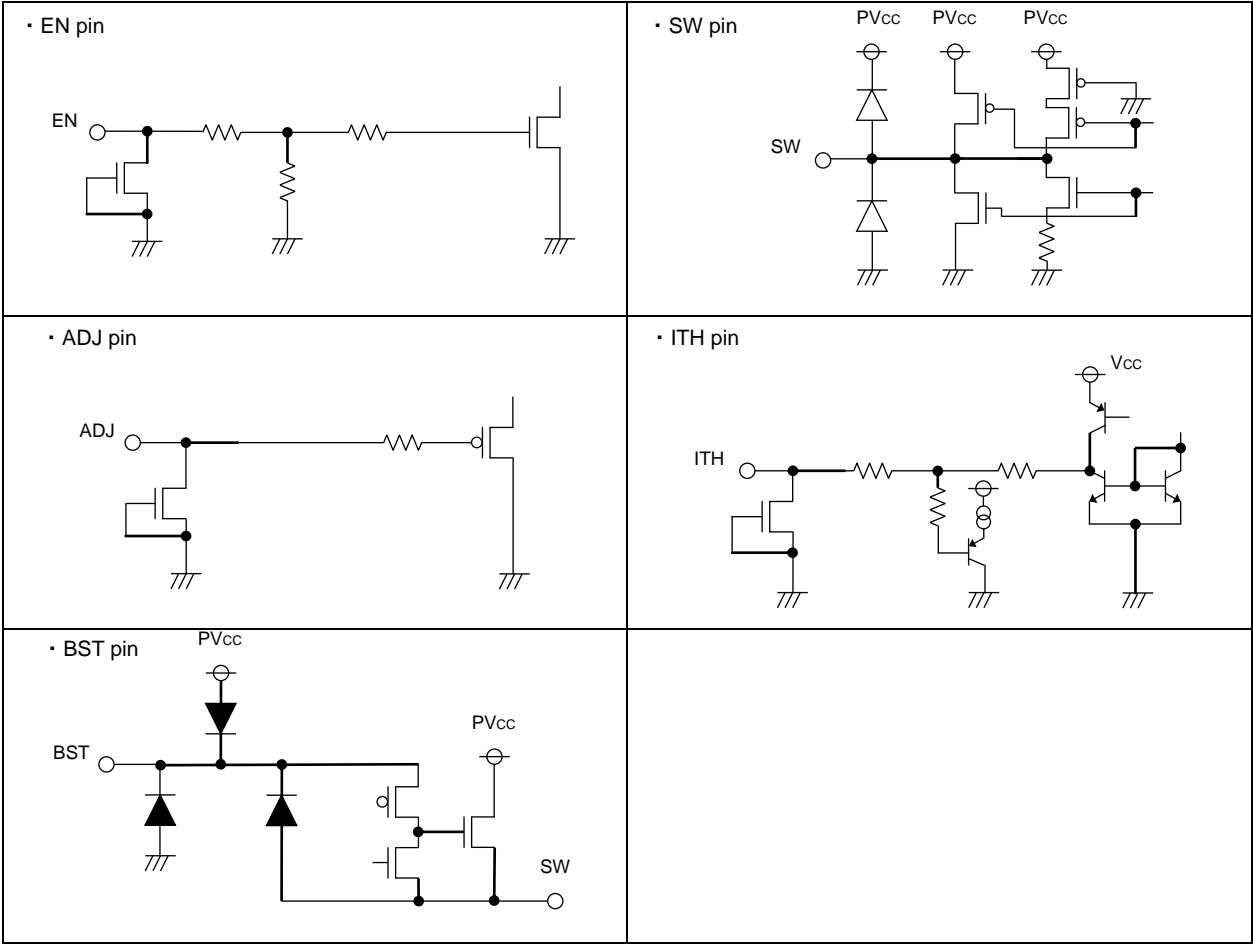 ・EN pin
EN
・SW pin
PVCC PVCC PVCC
SW
・ADJ pin
ADJ
・ITH pin
VCC
ITH
・BST pin
PVCC
PVCC
BST
SW